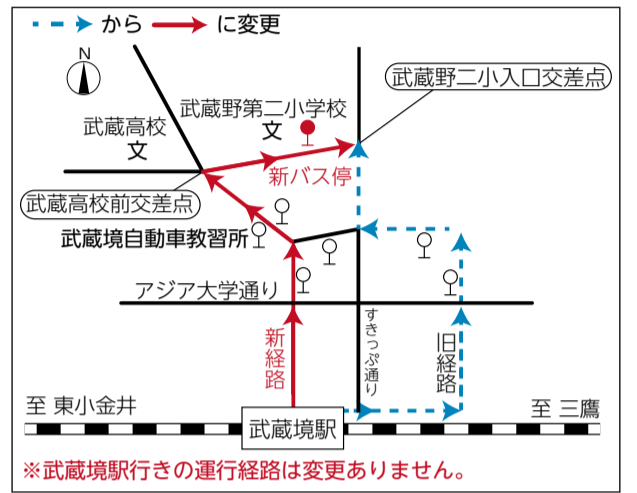 から に変更
N
武蔵野二小入口交差点
武蔵野第二小学校
文
武蔵高校
文
新バス停
武蔵高校前交差点
武蔵境自動車教習所
アジア大学通り
すきっぷ通り
新経路
旧経路
至 東小金井
至 三鷹
武蔵境駅
※武蔵境駅行きの運行経路は変更ありません。